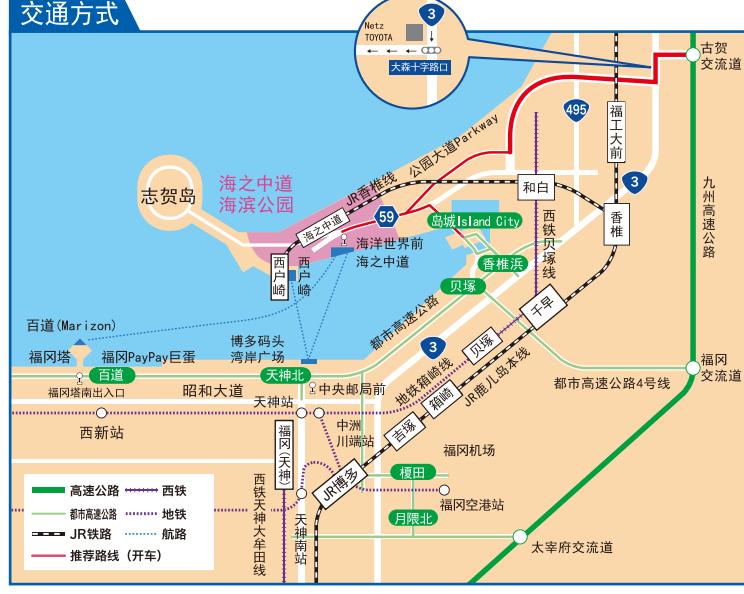 交通方式
Netz
TOYOTA
3
大森十字路口
古贺
交流道
495
福工大前
公园大道Parkway
JR香椎线
海之中道
海滨公园
志贺岛
和白
3
九州高速公路
59
海之中道
岛城Island City
香椎
西铁贝塚线
海洋世界前
海之中道
西户崎
西户崎
香椎浜
贝塚
千早
都市高速公路
百道(Marizon)
博多码头
湾岸广场
3
贝塚
福冈塔
福冈PayPay巨蛋
地铁箱崎线
JR鹿儿岛本线
福冈
交流道
百道
天神北
都市高速公路4号线
福冈塔南出入口
昭和大道
中央邮局前
箱崎
天神站
西新站
中洲
川端站
吉塚
福冈(天神)
福冈机场
JR博多
榎田
高速公路
西铁
都市高速公路
地铁
JR铁路
航路
推荐路线（开车）
西铁天神大牟田线
天神南站
福冈空港站
月隈北
太宰府交流道